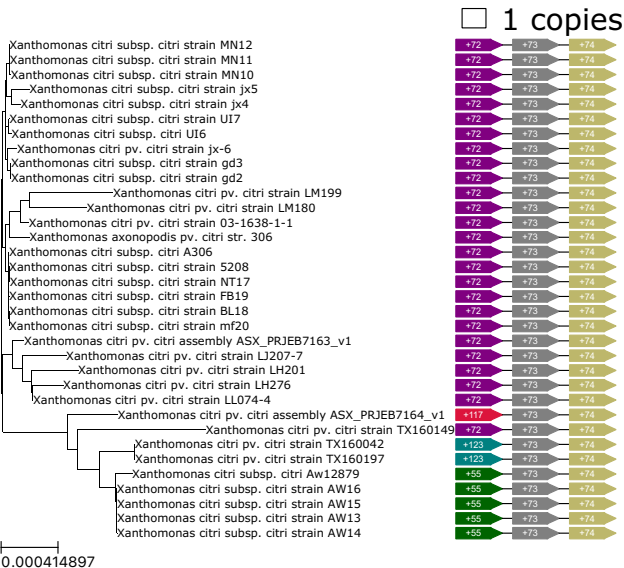 1 copies
Xanthomonas citri subsp. citri strain MN12 +72 +73 +74
Xanthomonas citri subsp. citri strain MN11 +72 +73 +74
Xanthomonas citri subsp. citri strain MN10 +72 +73 +74
Xanthomonas citri subsp. citri strain jx5 +72 +73 +74
Xanthomonas citri subsp. citri strain jx4 +72 +73 +74
Xanthomonas citri subsp. citri strain UI7 +72 +73 +74
Xanthomonas citri subsp. citri UI6 +72 +73 +74
Xanthomonas citri pv. citri strain jx-6 +72 +73 +74
Xanthomonas citri subsp. citri strain gd3 +72 +73 +74
Xanthomonas citri subsp. citri strain gd2 +72 +73 +74
Xanthomonas citri pv. citri strain LM199 +72 +73 +74
Xanthomonas citri pv. citri strain LM180 +72 +73 +74
Xanthomonas citri pv. citri strain 03-1638-1-1 +72 +73 +74
Xanthomonas axonopodis pv. citri str. 306 +72 +73 +74
Xanthomonas citri subsp. citri A306 +72 +73 +74
Xanthomonas citri subsp. citri strain 5208 +72 +73 +74
Xanthomonas citri subsp. citri strain NT17 +72 +73 +74
Xanthomonas citri subsp. citri strain FB19 +72 +73 +74
Xanthomonas citri subsp. citri strain BL18 +72 +73 +74
Xanthomonas citri subsp. citri strain mf20 +72 +73 +74
Xanthomonas citri pv. citri assembly ASX_PRJEB7163_v1 +72 +73 +74
Xanthomonas citri pv. citri strain LJ207-7 +72 +73 +74
Xanthomonas citri pv. citri strain LH201 +72 +73 +74
Xanthomonas citri pv. citri strain LH276 +72 +73 +74
Xanthomonas citri pv. citri strain LL074-4 +72 +73 +74
Xanthomonas citri pv. citri assembly ASX_PRJEB7164_v1 +117 +73 +74
Xanthomonas citri pv. citri strain TX160149 +72 +73 +74
Xanthomonas citri pv. citri strain TX160042 +123 +73 +74
Xanthomonas citri pv. citri strain TX160197 +123 +73 +74
Xanthomonas citri subsp. citri Aw12879 +55 +73 +74
Xanthomonas citri subsp. citri strain AW16 +55 +73 +74
Xanthomonas citri subsp. citri strain AW15 +55 +73 +74
Xanthomonas citri subsp. citri strain AW13 +55 +73 +74
Xanthomonas citri subsp. citri strain AW14 +55 +73 +74
0.000414897